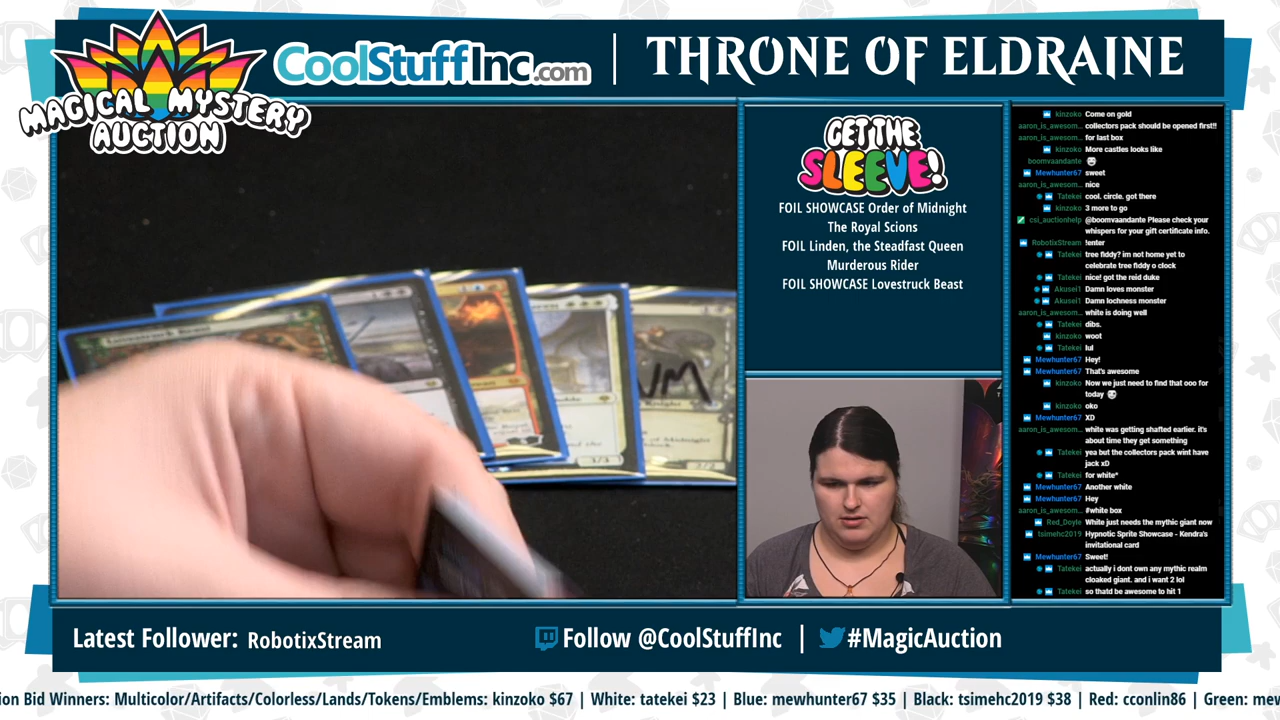 MAGICAL MYSTERY
AUCTION
CoolStuffInc.com
THRONE OF ELDRAINE
GET THE
SLEEVE!
FOIL SHOWCASE Order of Midnight
The Royal Scions
FOIL Linden, the Steadfast Queen
Murderous Rider
FOIL SHOWCASE Lovestruck Beast
kinzoko Come on gold
aaron_is_awesom... collectors pack should be opened first!!
aaron_is_awesom... for last box
kinzoko More castles looks like
boomvaandante
Mewhunter67 sweet
aaron_is_awesom... nice
Tatekei cool. circle. got there
kinzoko 3 more to go
csi_auctionhelp @boomvaandante Please check your
whispers for your gift certificate info.
RobotixStream !enter
Tatekei tree fiddy? im not home yet to
celebrate tree fiddy o clock
Tatekei nice! got the reid duke
Akusei1 Damn loves monster
Akusei1 Damn lochness monster
aaron_is_awesom... white is doing well
Tatekei dibs.
kinzoko woot
Tatekei lul
Mewhunter67 Hey!
Mewhunter67 That's awesome
kinzoko Now we just need to find that ooo for
today
kinzoko oko
Mewhunter67 XD
aaron_is_awesom... white was getting shafted earlier. it's
about time they get something
Tatekei yea but the collectors pack wint have
jack xD
Tatekei for white*
Mewhunter67 Another white
Mewhunter67 Hey
aaron_is_awesom... #white box
Red_Doyle White just needs the mythic giant now
tsimehc2019 Hypnotic Sprite Showcase - Kendra's
invitational card
Mewhunter67 Sweet!
Tatekei actually i dont own any mythic realm
cloaked giant. and i want 2 lol
Tatekei so thatd be awesome to hit 1
Latest Follower: RobotixStream
Follow @CoolStuffInc | #MagicAuction
ion Bid Winners: Multicolor/Artifacts/Colorless/Lands/Tokens/Emblems: kinzoko $67 | White: tatekei $23 | Blue: mewhunter67 $35 | Black: tsimehc2019 $38 | Red: cconlin86 | Green: mew